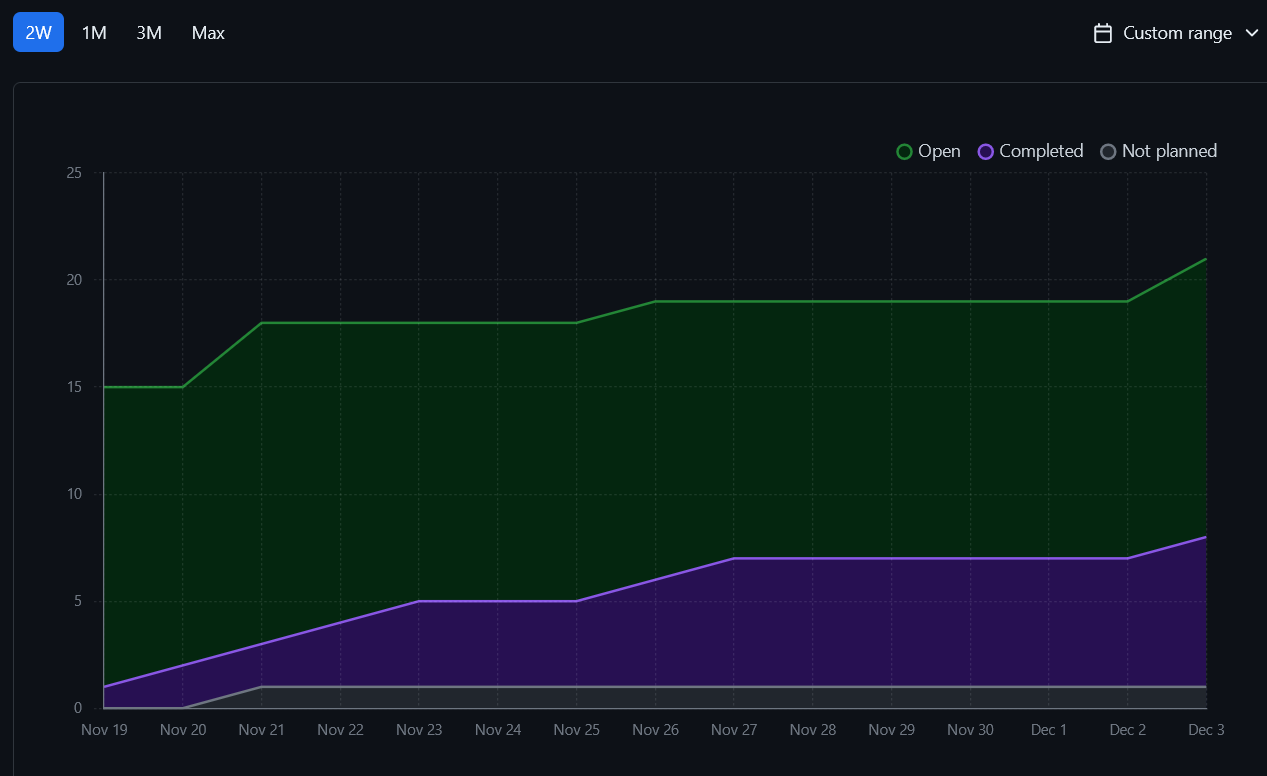 2W 1M 3M Max Custom range
Open Completed Not planned
25
20
15
10
5
0
Nov 19 Nov 20 Nov 21 Nov 22 Nov 23 Nov 24 Nov 25 Nov 26 Nov 27 Nov 28 Nov 29 Nov 30 Dec 1 Dec 2 Dec 3